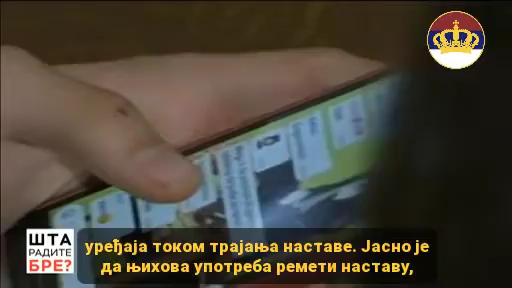 ШТА
РАДИТЕ
БРЕ?
уређаја током трајања наставе. Јасно је
да њихова употреба ремети наставу,